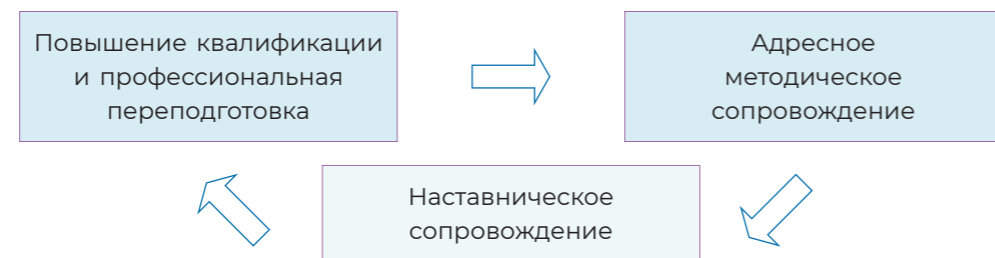 Повышение квалификации
и профессиональная
переподготовка
Адресное
методическое
сопровождение
Наставническое
сопровождение